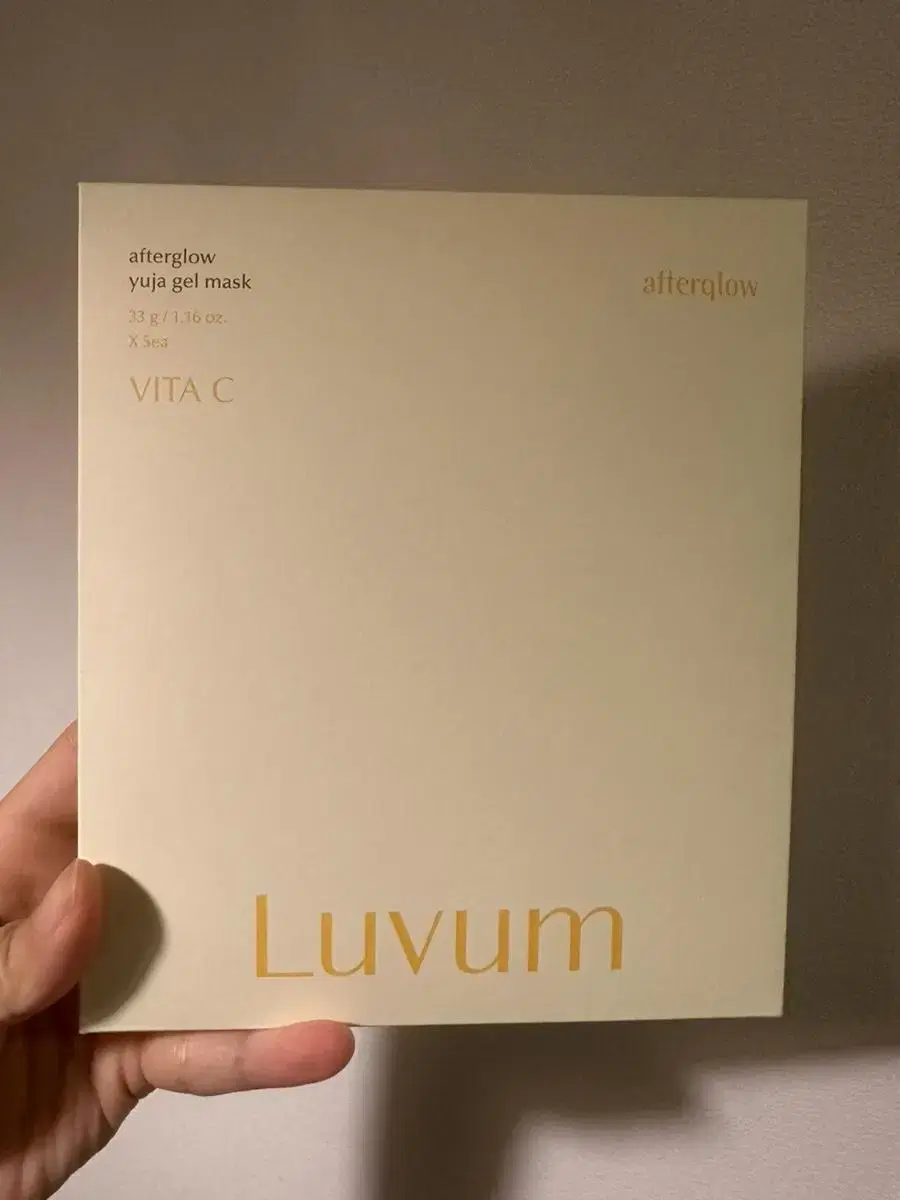 afterglow
yuja gel mask
33 g / 1.16 oz.
X 5ea
VITA C
afterglow
Luvum